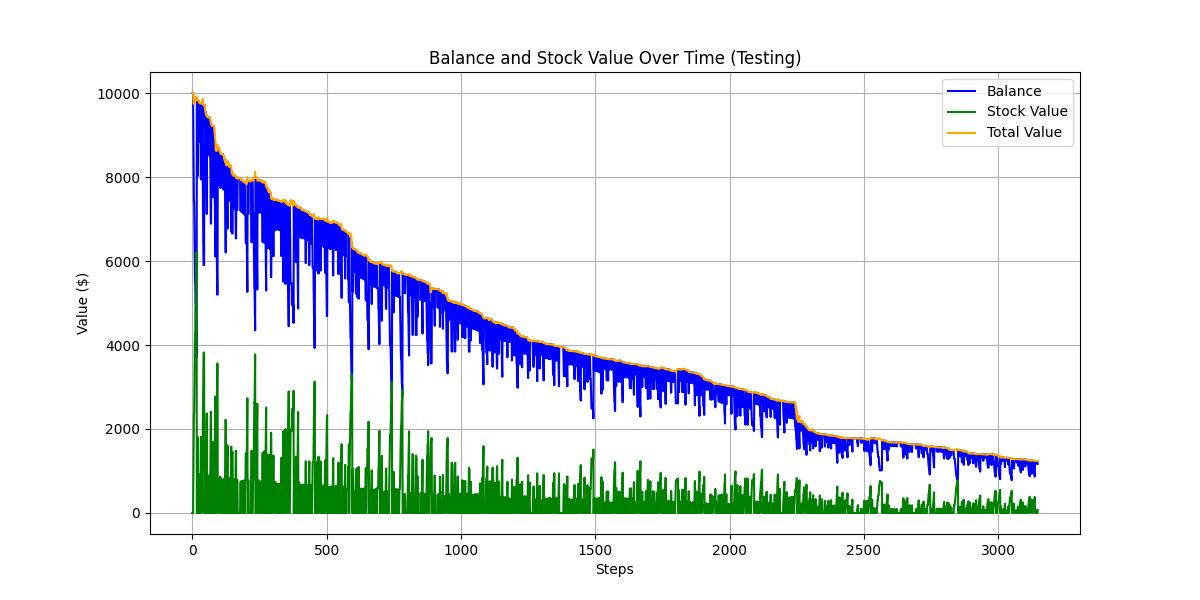 Balance and Stock Value Over Time (Testing)
Balance
Stock Value
Total Value
Value ($)
10000
8000
6000
4000
2000
0
0 500 1000 1500 2000 2500 3000
Steps